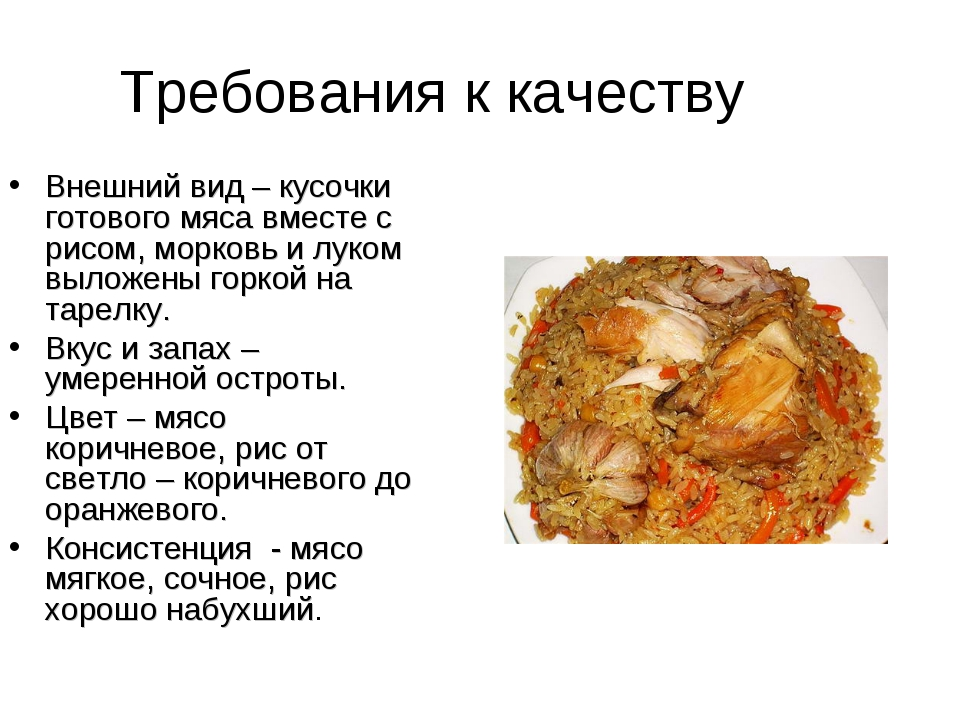 Требования к качеству
• Внешний вид – кусочки
готового мяса вместе с
рисом, морковь и луком
выложены горкой на
тарелку.
• Вкус и запах –
умеренной остроты.
• Цвет – мясо
коричневое, рис от
светло – коричневого до
оранжевого.
• Консистенция  - мясо
мягкое, сочное, рис
хорошо набухший.